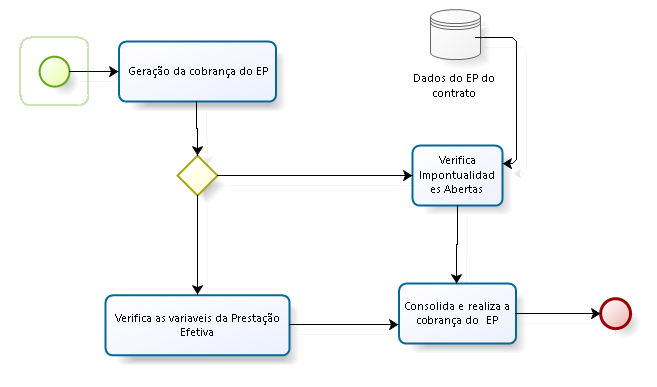 Geração da cobrança do EP
Dados do EP do
contrato
Verifica
Impontualidad
es Abertas
Verifica as variaveis da Prestação
Efetiva
Consolida e realiza a
cobrança do EP